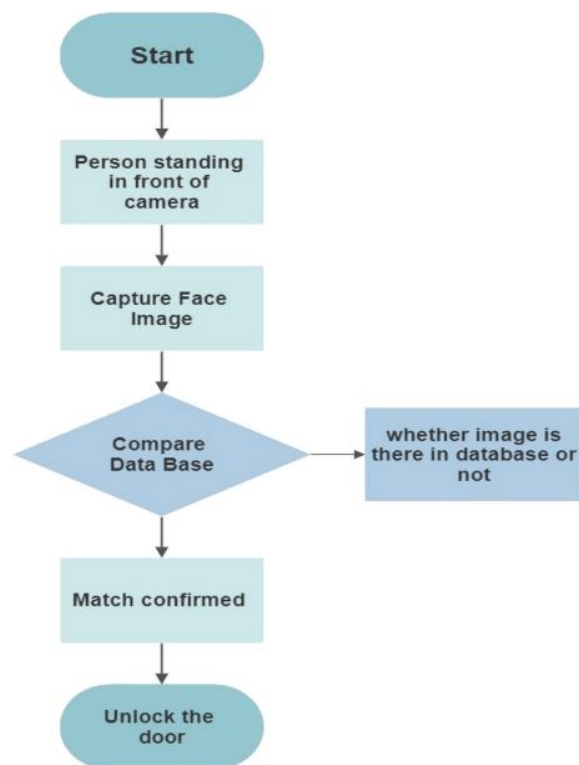 Start
Person standing
in front of
camera
Capture Face
Image
Compare
Data Base
whether image is
there in database or
not
Match confirmed
Unlock the
door